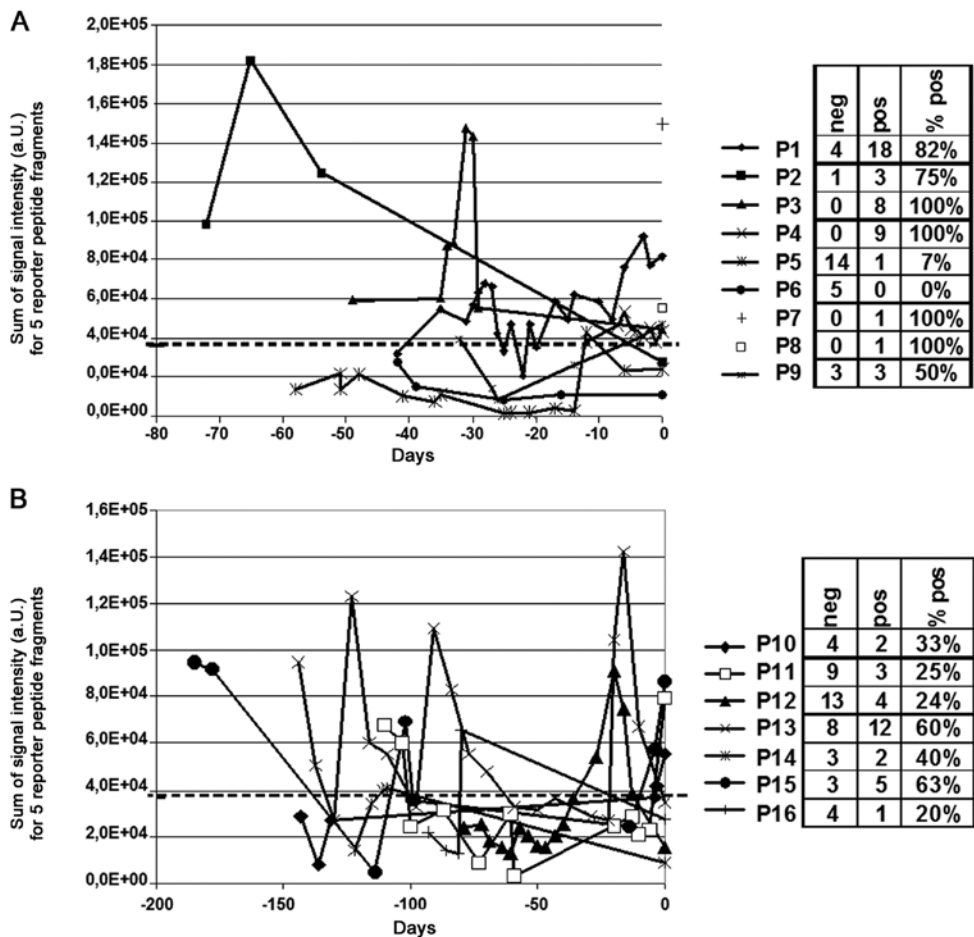 A
Sum of signal intensity (a.U.)
for 5 reporter peptide fragments
2,0E+05
1,8E+05
1,6E+05
1,4E+05
1,2E+05
1,0E+05
8,0E+04
6,0E+04
4,0E+04
0,0E+04
0,0E+00
-80 -70 -60 -50 -40 -30 -20 -10 0
Days
neg pos % pos
P1 4 18 82%
P2 1 3 75%
P3 0 8 100%
P4 0 9 100%
P5 14 1 7%
P6 5 0 0%
P7 0 1 100%
P8 0 1 100%
P9 3 3 50%
B
Sum of signal intensity (a.U.)
for 5 reporter peptide fragments
1,6E+05
1,4E+05
1,2E+05
1,0E+05
8,0E+04
6,0E+04
4,0E+04
2,0E+04
0,0E+00
-200 -150 -100 -50 0
Days
neg pos % pos
P10 4 2 33%
P11 9 3 25%
P12 13 4 24%
P13 8 12 60%
P14 3 2 40%
P15 3 5 63%
P16 4 1 20%